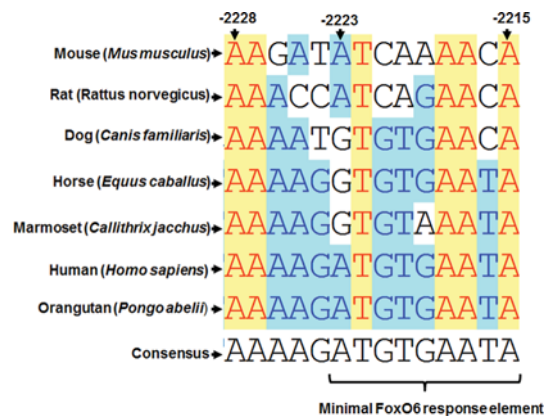 -2228 -2223 -2215
Mouse (Mus musculus) AAGATATCAAAACA
Rat (Rattus norvegicus) AAACCATCAGAACA
Dog (Canis familiaris) AAAATGTGTGAACA
Horse (Equus caballus) AAAAGGTGTGAATA
Marmoset (Callithrix jacchus) AAAAGGTGTAAATA
Human (Homo sapiens) AAAAGATGTGAATA
Orangutan (Pongo abelii) AAAAGATGTGAATA
Consensus AAAAGATGTGAATA
Minimal FoxO6 response element